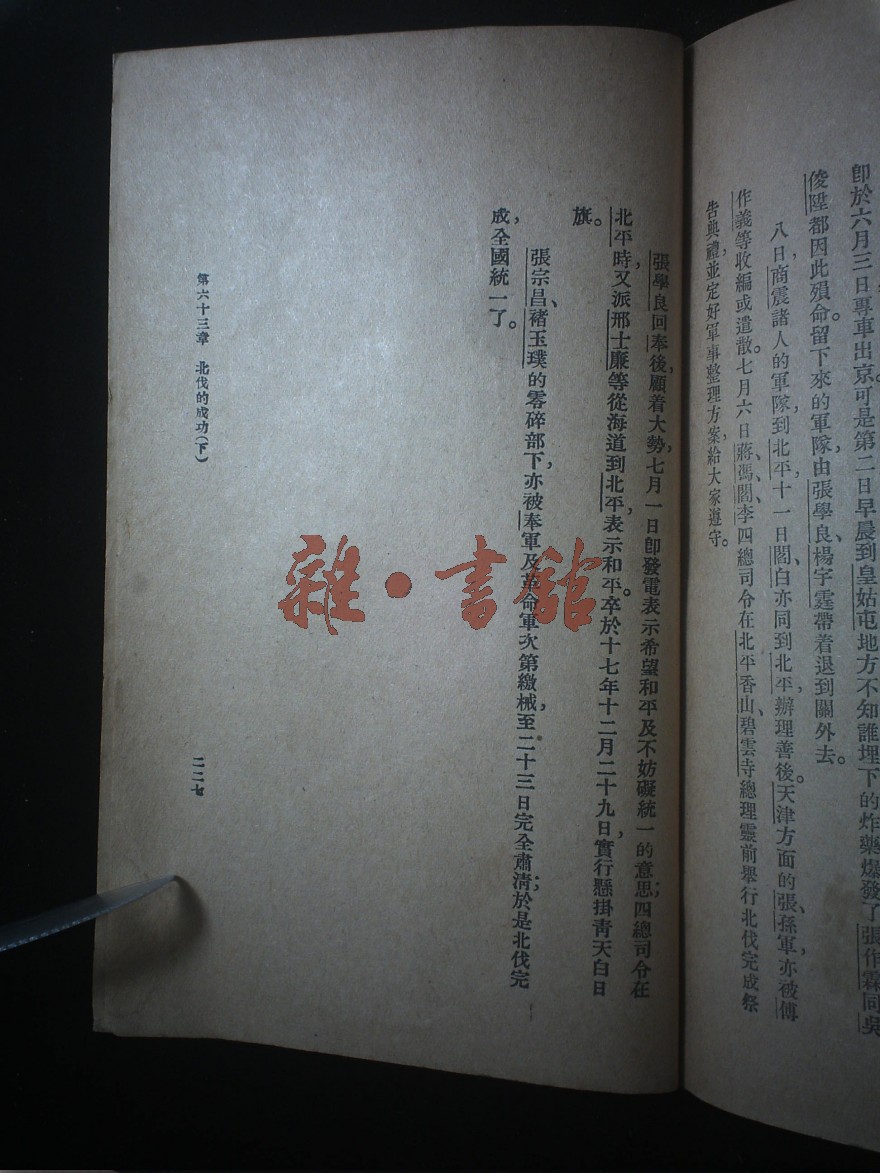 卽於六月三日專車出京。可是第二日早晨到皇姑屯地方不知誰埋下的炸藥爆發了，張作霖同吳
俊陞都因此殞命。留下來的軍隊，由張學良、楊宇霆帶着退到關外去。
八日，商震諸人的軍隊，到北平，十一日，閻、白亦同到北平，辦理善後。天津方面的張、孫軍亦被傅
作義等收編或遣散。七月六日，蔣、馮、閻、李四總司令在北平香山、碧雲寺總理靈前舉行北伐完成祭
告典禮，並定好軍事整理方案，給大家遵守。
張學良回奉後，顧着大勢，七月一日卽發電表示希望和平及不妨礙統一的意思；四總司令在
北平時，又派邢士廉等從海道到北平，表示和平。卒於十七年十二月二十九日，實行懸掛靑天白日
旗。
張宗昌、褚玉璞的零碎部下，亦被奉軍及革命軍次第繳械，至二十三日完全肅淸；於是北伐完
成，全國統一了。
第六十三章　北伐的成功（下）
二二七
雜·書館